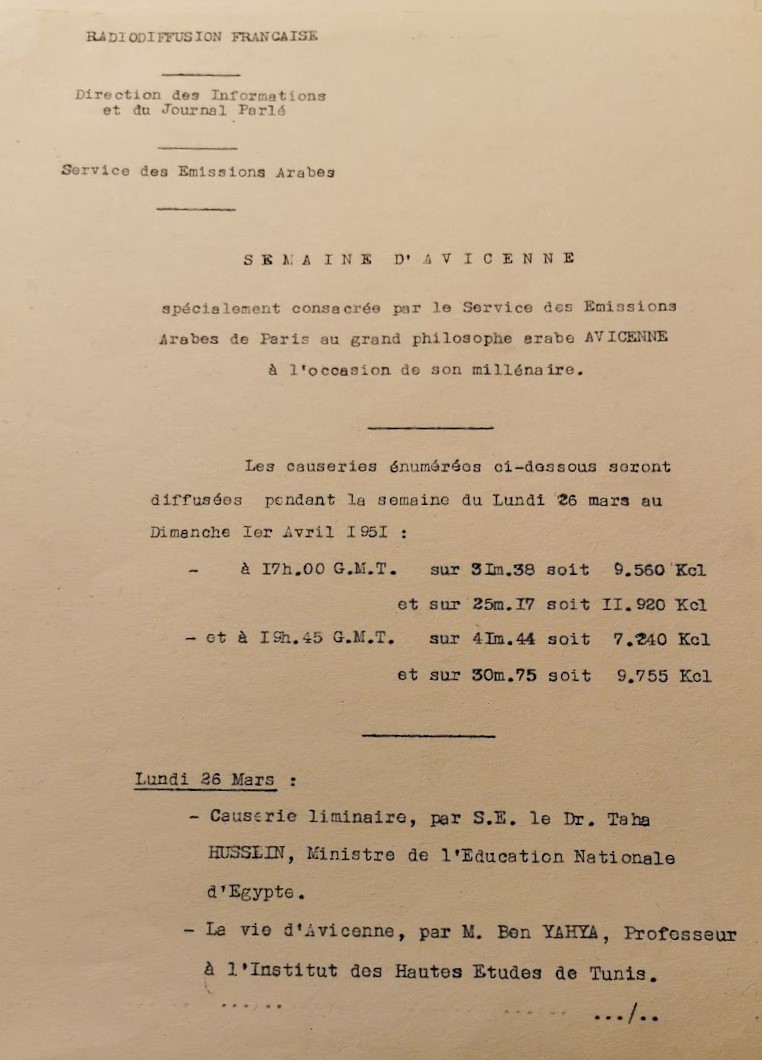 RADIODIFFUSION FRANCAISE
Direction des Informations
et du Journal Parlé
Service des Emissions Arabes
SEMAINE D'AVICENNE
spécialement consacrée par le Service des Emissions
Arabes de Paris au grand philosophe arabe AVICENNE
à l'occasion de son millénaire.
Les causeries énumérées ci-dessous seront
diffusées pendant la semaine du Lundi 26 mars au
Dimanche Ier Avril I95I :
- à I7h.00 G.M.T. sur 3Im.38 soit 9.560 Kcl
et sur 25m.I7 soit II.920 Kcl
- et à I9h.45 G.M.T. sur 4Im.44 soit 7.240 Kcl
et sur 30m.75 soit 9.755 Kcl
Lundi 26 Mars :
- Causerie liminaire, par S.E. le Dr. Taha
HUSSEIN, Ministre de l'Education Nationale
d'Egypte.
- La vie d'Avicenne, par M. Ben YAHYA, Professeur
à l'Institut des Hautes Etudes de Tunis.
.../..